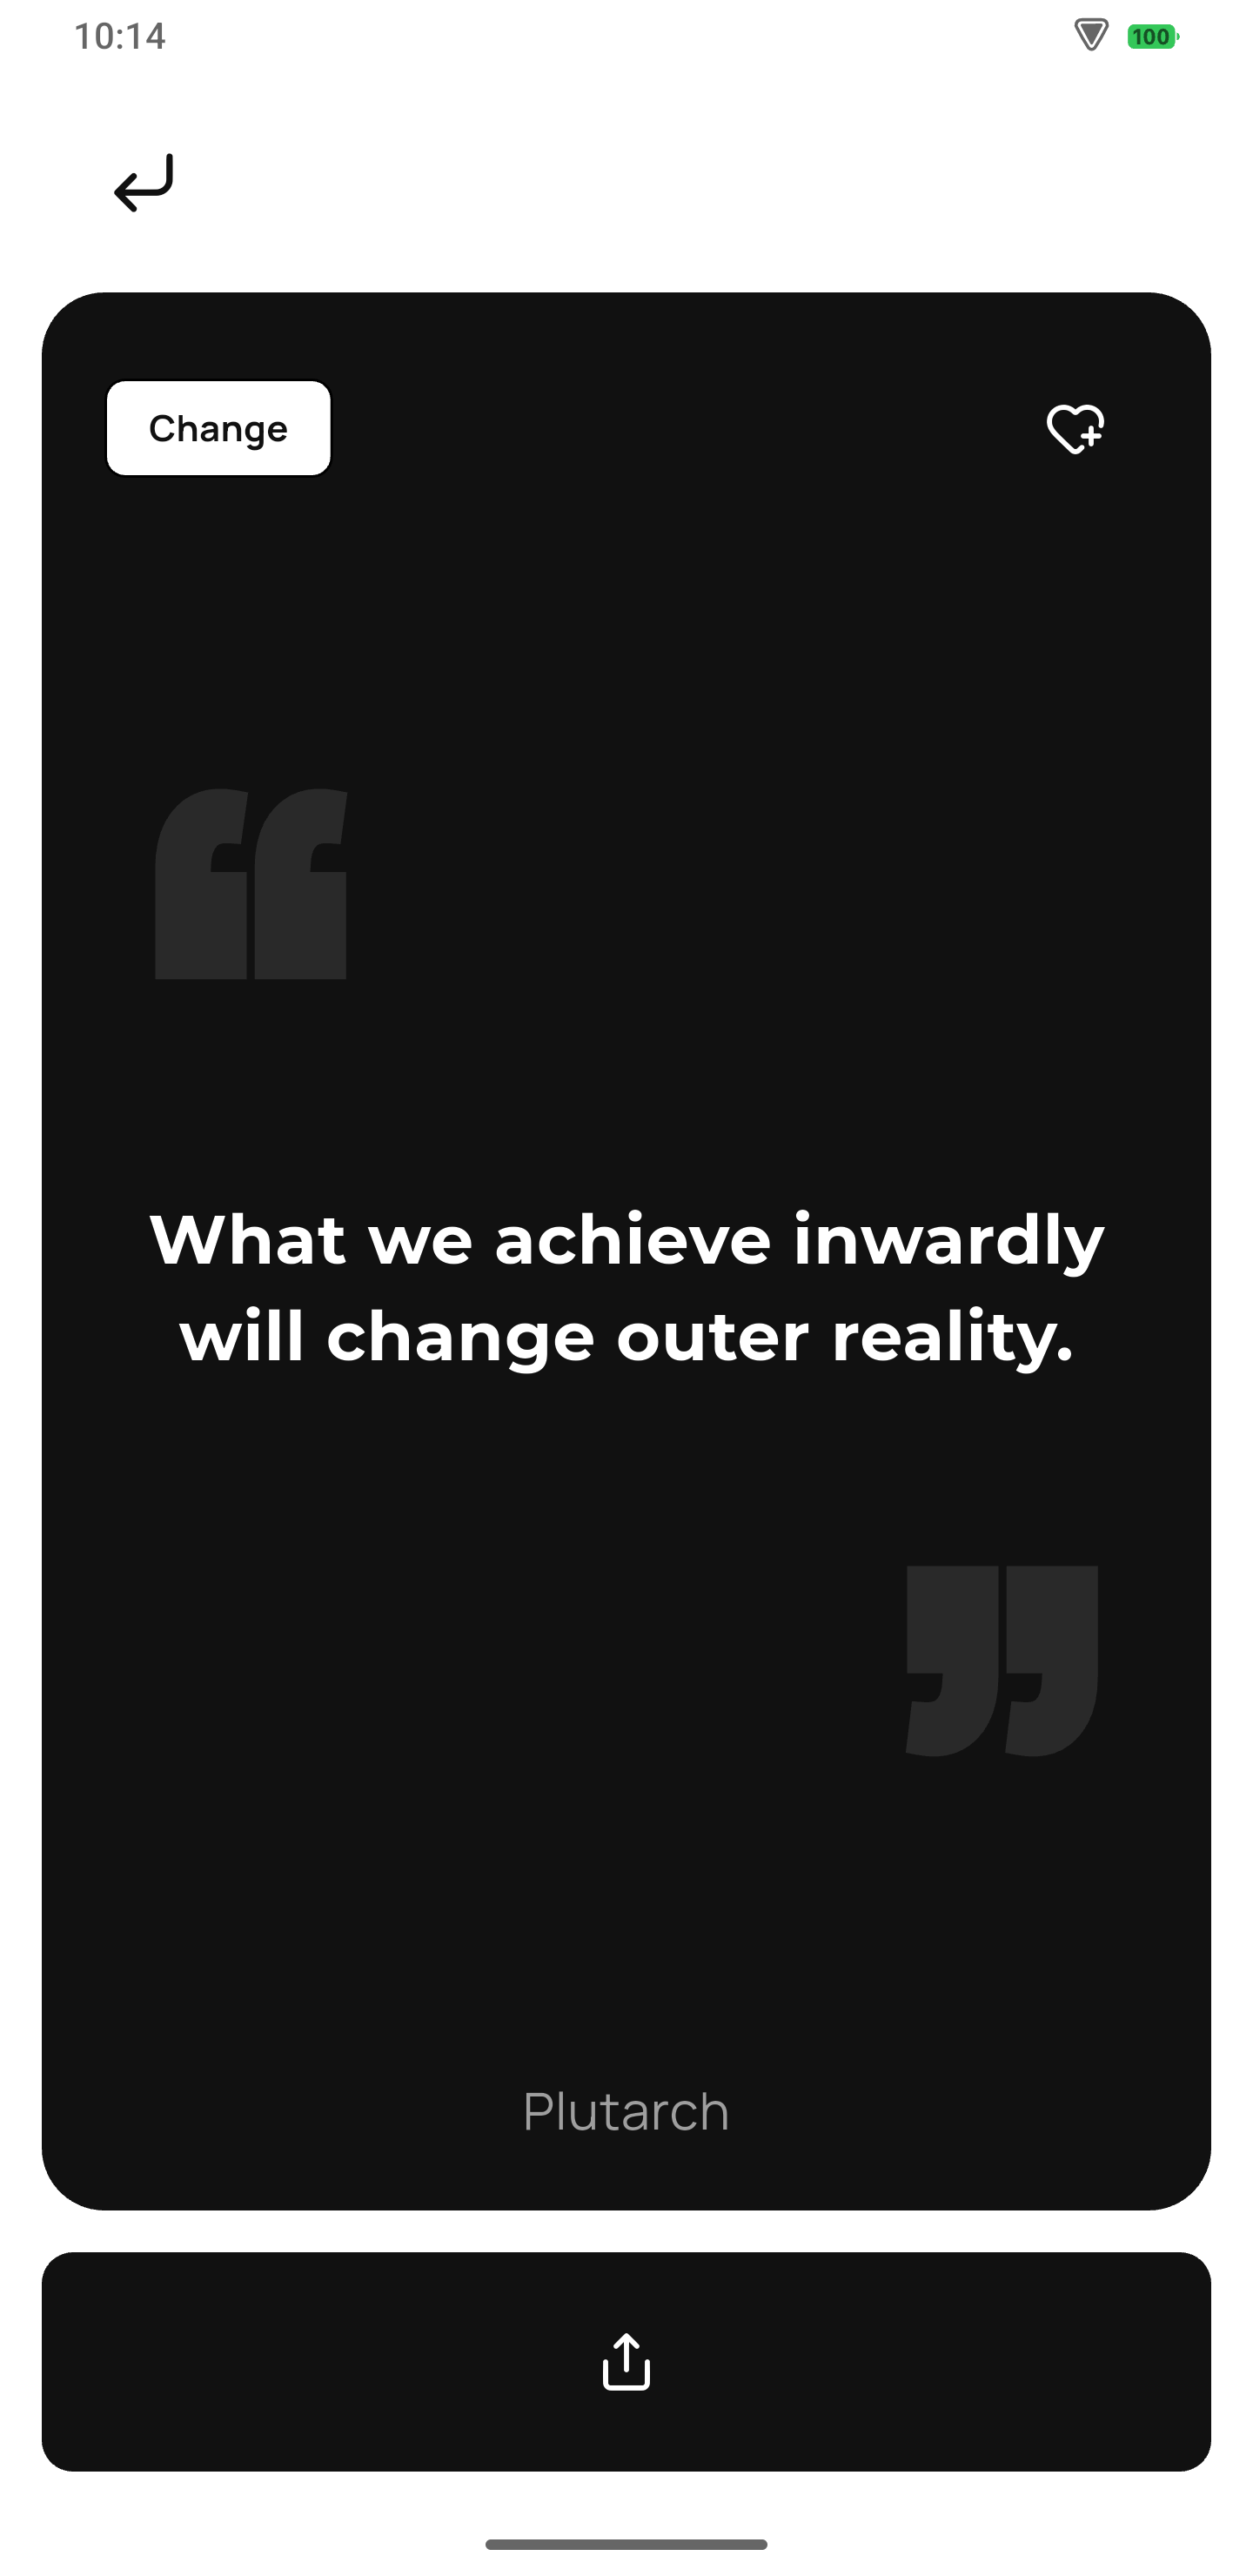 10:14
100
Change
“
What we achieve inwardly
will change outer reality.
”
Plutarch